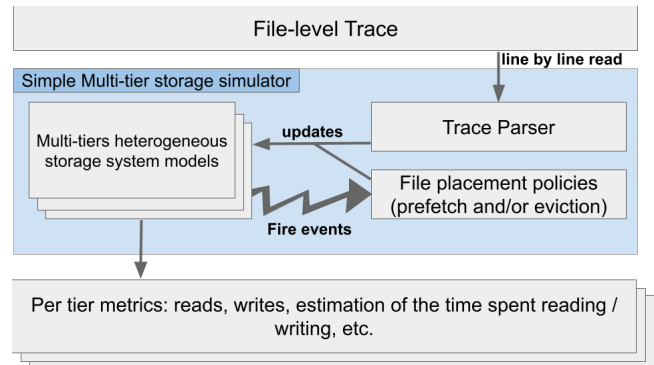 File-level Trace
line by line read
Simple Multi-tier storage simulator
Multi-tiers heterogeneous
storage system models
updates
Trace Parser
File placement policies
(prefetch and/or eviction)
Fire events
Per tier metrics: reads, writes, estimation of the time spent reading /
writing, etc.